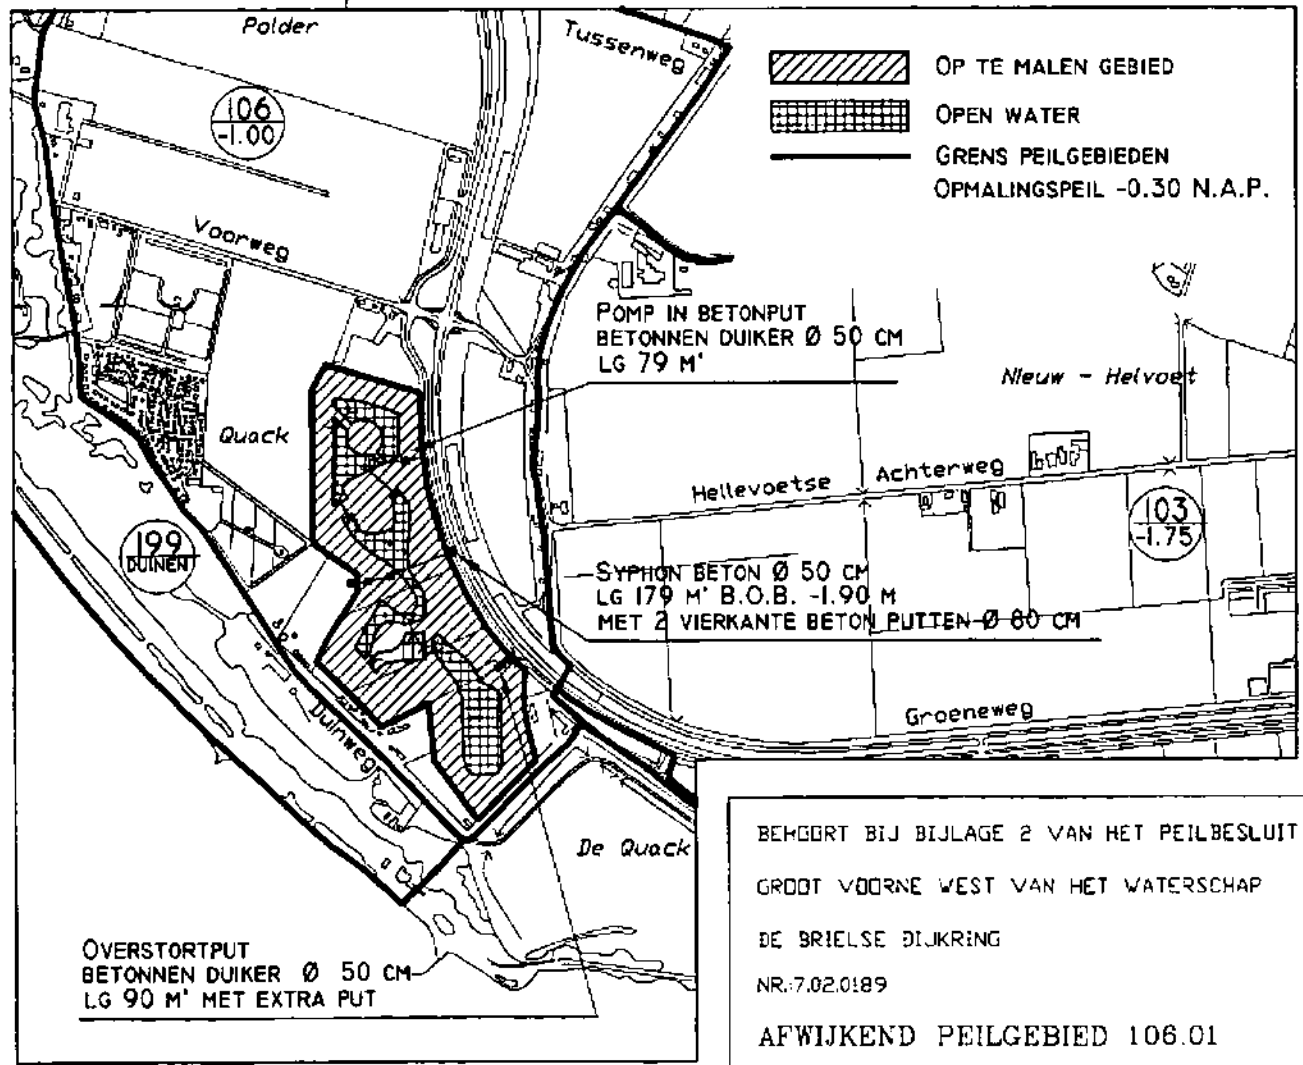 Polder
Tussenweg
OP TE MALEN GEBIED
OPEN WATER
GRENS PEILGEBIEDEN
OPMALINGSPEIL -0.30 N.A.P.
106
-1.00
Voorweg
POMP IN BETONPUT
BETONNEN DUIKER Ø 50 CM
LG 79 M'
Nieuw - Helvoet
Quack
Hellevoetse Achterweg
103
-1.75
199
DUINEN
SYPHON BETON Ø 50 CM
LG 179 M' B.O.B. -1.90 M
MET 2 VIERKANTE BETON PUTTEN Ø 80 CM
Groeneweg
Duinweg
De Quack
OVERSTORTPUT
BETONNEN DUIKER Ø 50 CM
LG 90 M' MET EXTRA PUT
BEHOORT BIJ BIJLAGE 2 VAN HET PEILBESLUIT
GROOT VOORNE WEST VAN HET WATERSCHAP
DE BRIELSE DIJKRING
NR.:7.02.0189
AFWIJKEND PEILGEBIED 106.01